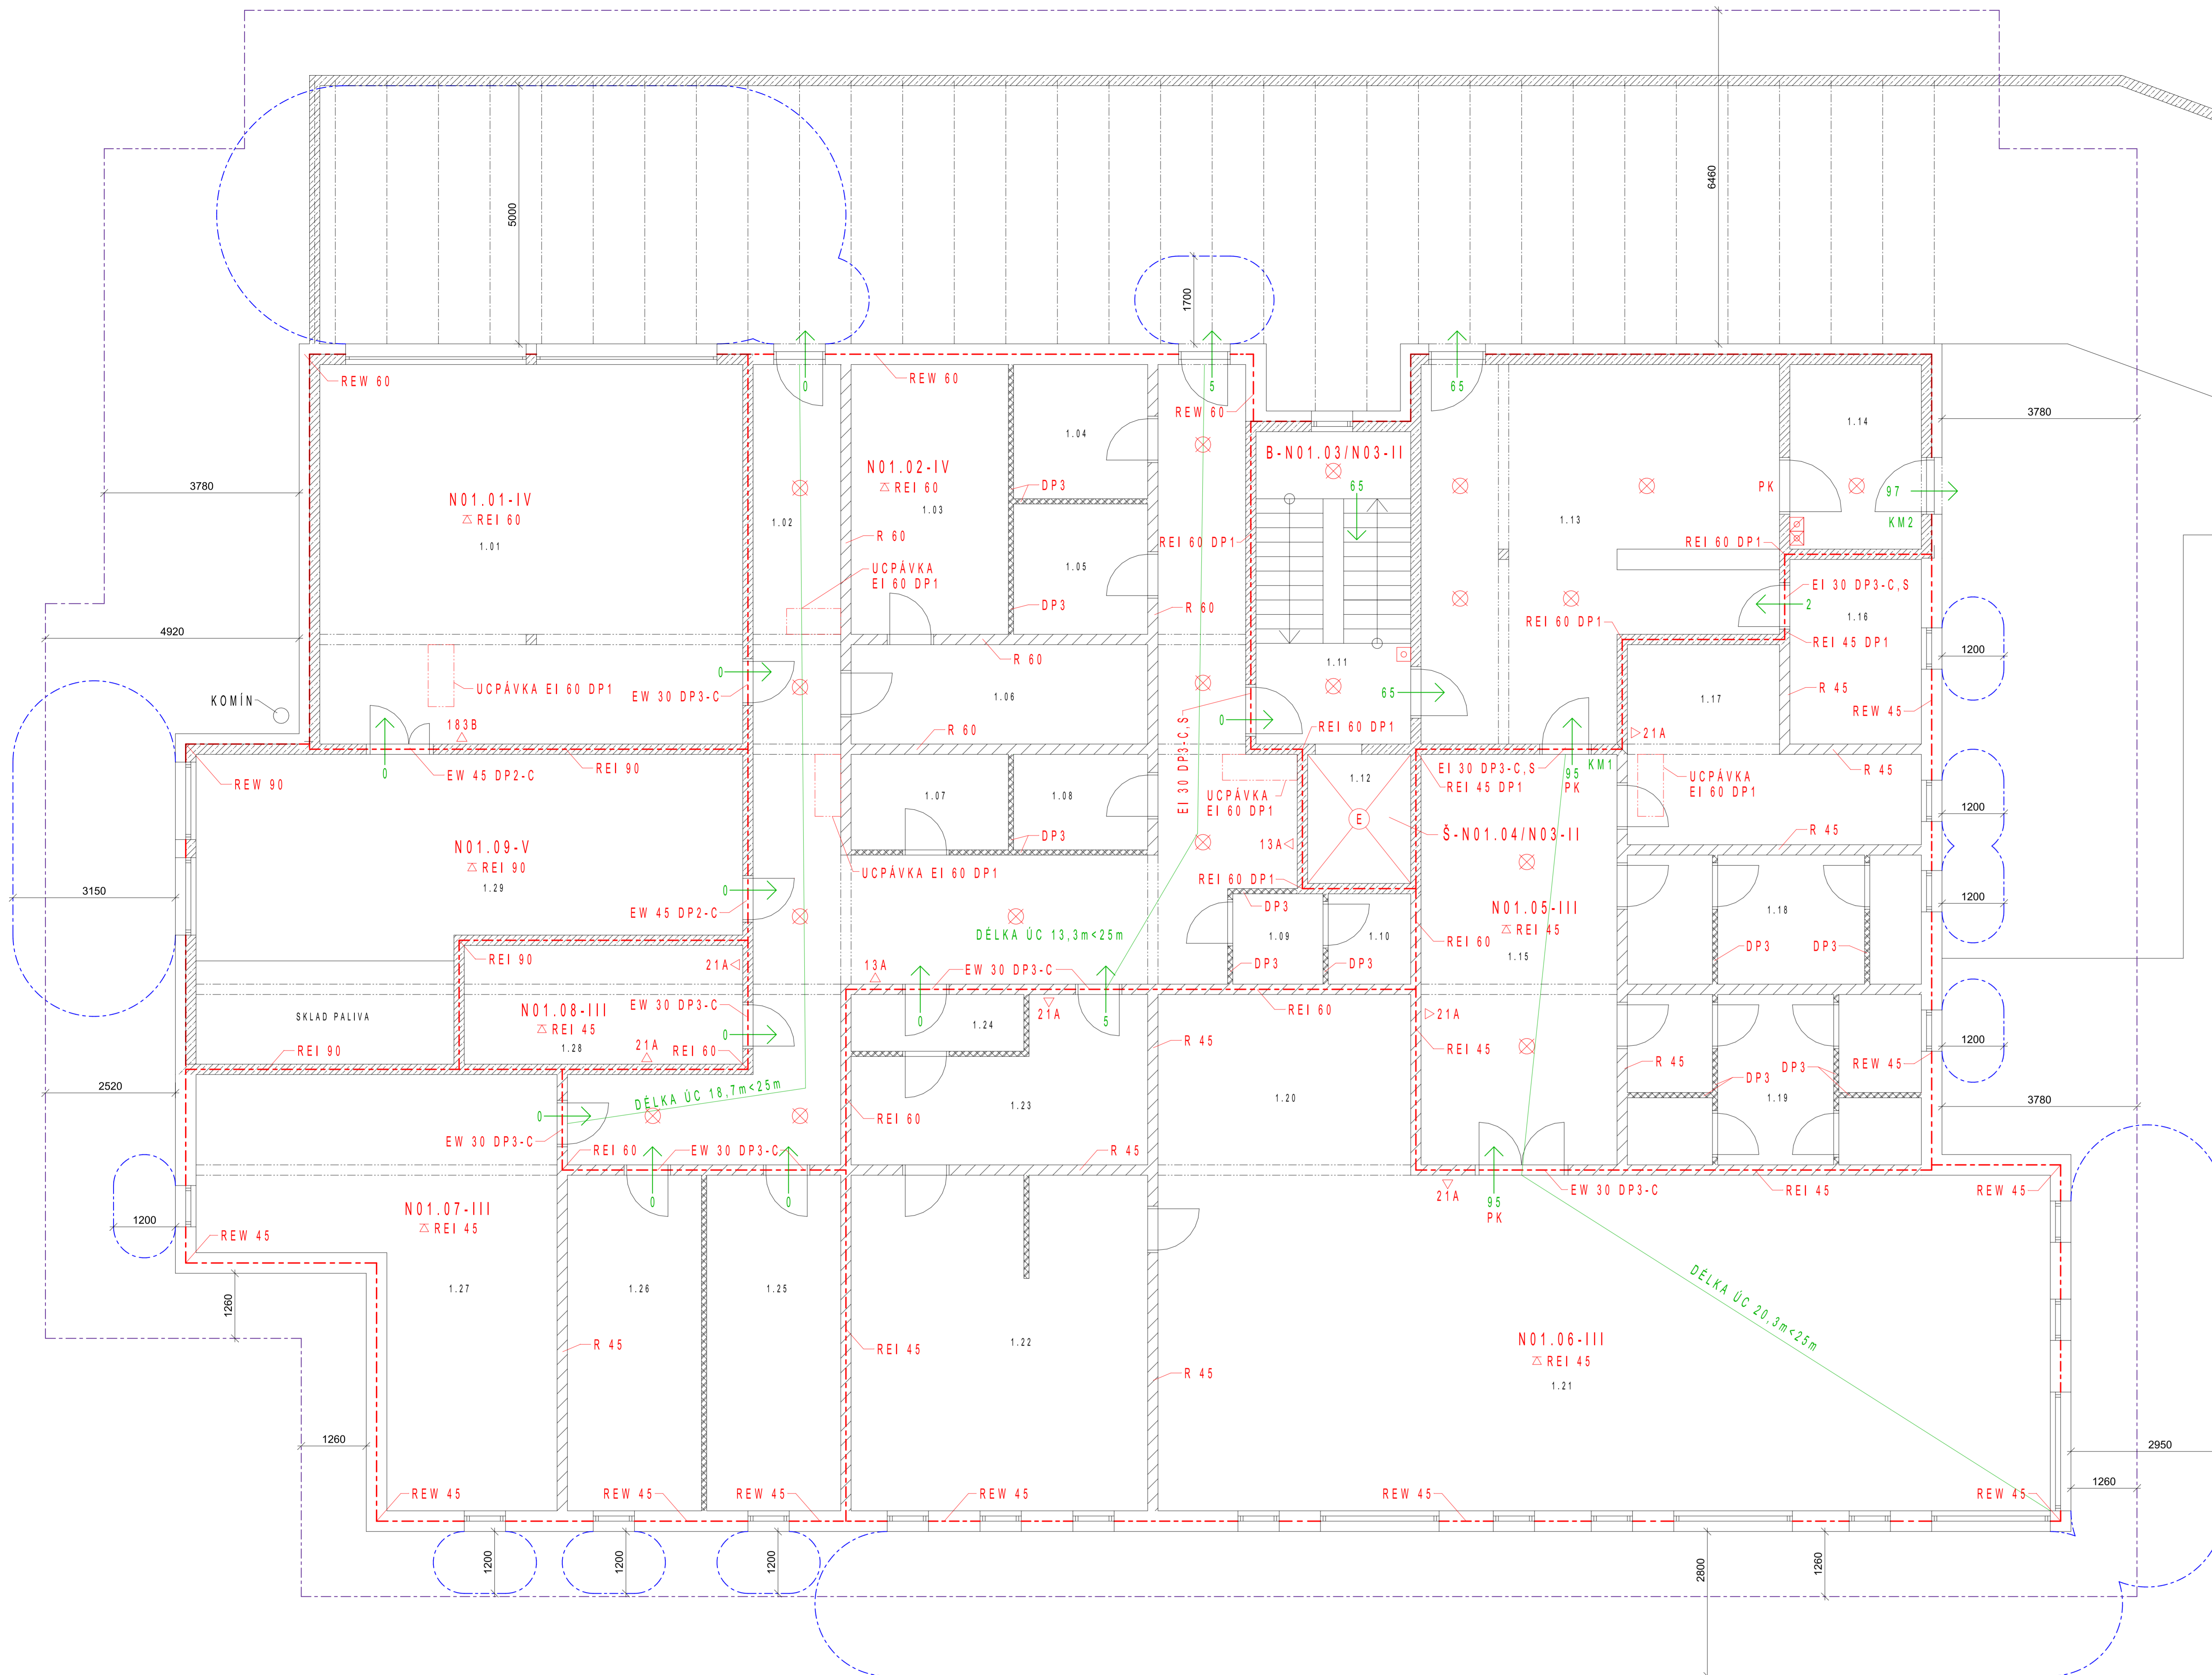 6460
5000
1700
REW 60
REW 60
0
5
65
REW 60
3780
1.04
1.14
B-N01.03/N03-II
N01.02-IV
REI 60
3780
N01.01-IV
REI 60
1.03
DP3
65
PK
97
1.02
1.13
KM2
1.01
R 60
REI 60 DP1
REI 60 DP1
UCPÁVKA
EI 60 DP1
1.05
EI 30 DP3-C,S
DP3
R 60
2
1.16
4920
REI 60 DP1
REI 45 DP1
1200
R 60
1.11
0
UCPÁVKA EI 60 DP1
EW 30 DP3-C
1.06
65
1.17
R 45
KOMÍN
REW 45
183B
0
REI 60 DP1
R 60
21A
0
EW 45 DP2-C
REI 90
EI 30 DP3-C,S
EI 30 DP3-C,S
KM1
95
PK
R 45
REW 90
1.12
REI 45 DP1
UCPÁVKA
EI 60 DP1
1.07
1.08
UCPÁVKA
EI 60 DP1
1200
E
DP3
Š-N01.04/N03-II
R 45
N01.09-V
REI 90
13A
1.29
UCPÁVKA EI 60 DP1
REI 60 DP1
3150
0
1200
EW 45 DP2-C
DP3
N01.05-III
REI 45
1.18
DÉLKA ÚC 13,3m<25m
1.09
1.10
REI 60
DP3
DP3
REI 90
21A
13A
EW 30 DP3-C
DP3
DP3
1.15
N01.08-III
REI 45
EW 30 DP3-C
REI 60
21A
21A
SKLAD PALIVA
0
5
1.24
0
REI 90
21A
1.28
REI 60
R 45
REI 45
R 45
REW 45
1200
DP3
DP3
2520
DÉLKA ÚC 18,7m<25m
1.23
1.20
1.19
3780
0
REI 60
EW 30 DP3-C
REI 60
EW 30 DP3-C
R 45
0
0
95
PK
21A
EW 30 DP3-C
REI 45
REW 45
N01.07-III
REI 45
1200
REW 45
1.27
1.26
1.25
1260
DÉLKA ÚC 20,3m<25m
R 45
REI 45
1.22
N01.06-III
REI 45
R 45
1.21
1260
2950
1260
REW 45
REW 45
REW 45
REW 45
REW 45
REW 45
1200
1200
1200
2800
1260